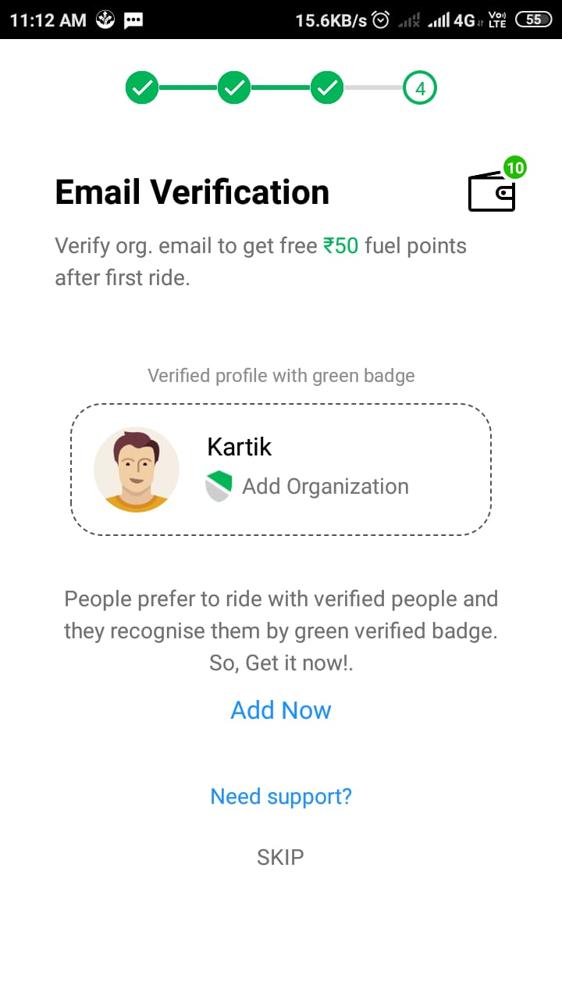 11:12 AM 15.6KB/s 4G Vo) LTE 55
4
10
Email Verification
Verify org. email to get free ₹50 fuel points
after first ride.
Verified profile with green badge
Kartik
Add Organization
People prefer to ride with verified people and
they recognise them by green verified badge.
So, Get it now!.
Add Now
Need support?
SKIP